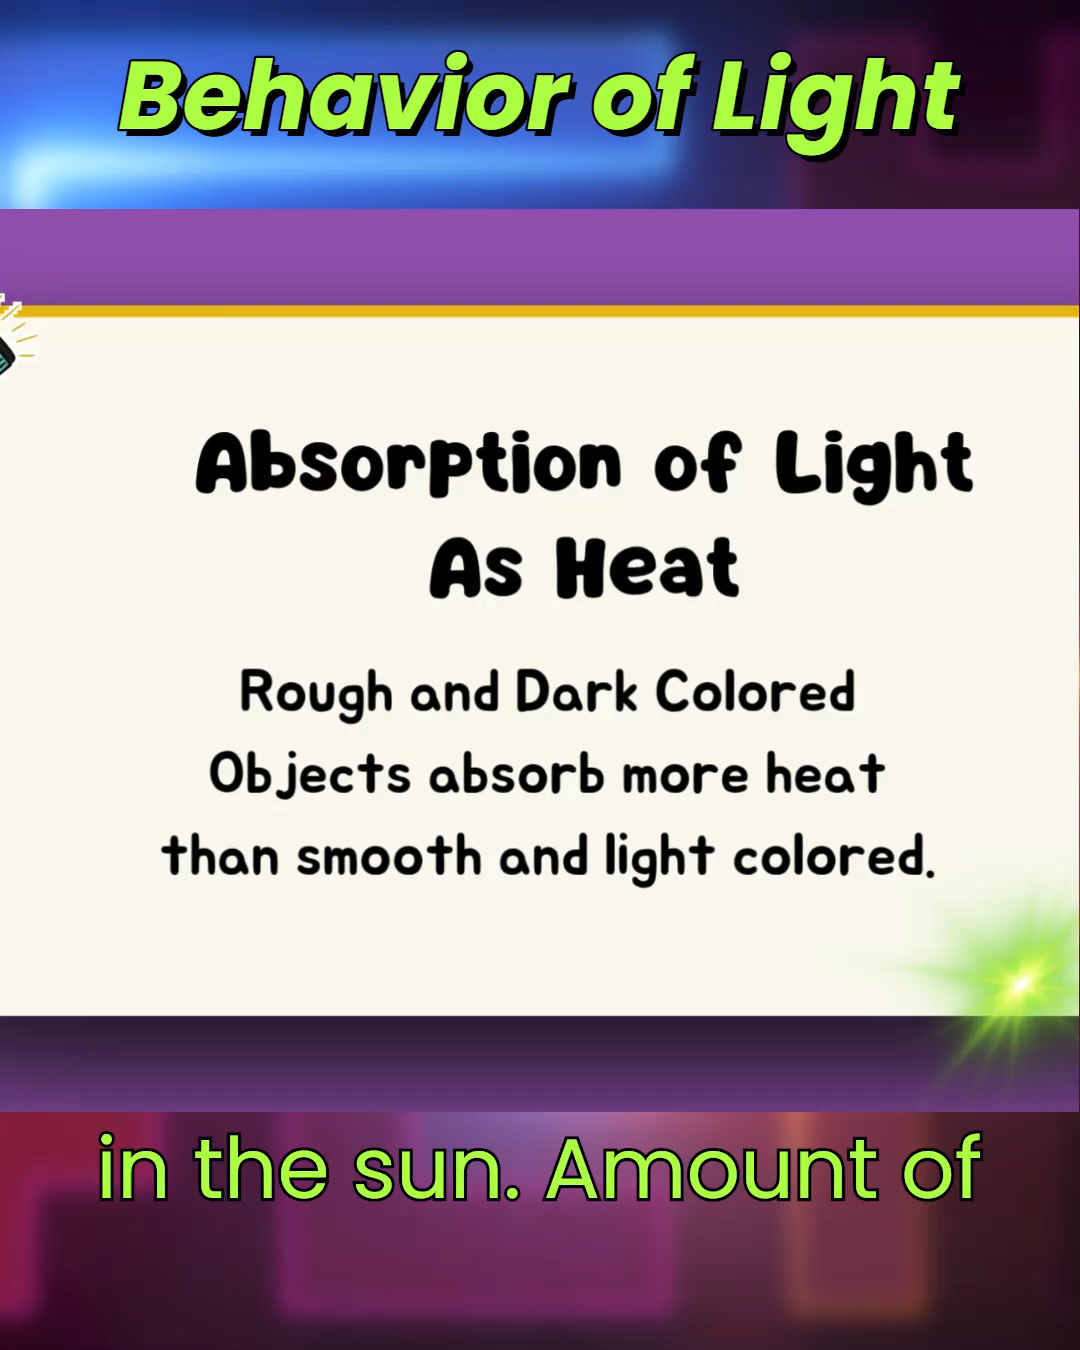 Behavior of Light
Absorption of Light
As Heat
Rough and Dark Colored
Objects absorb more heat
than smooth and light colored.
in the sun. Amount of